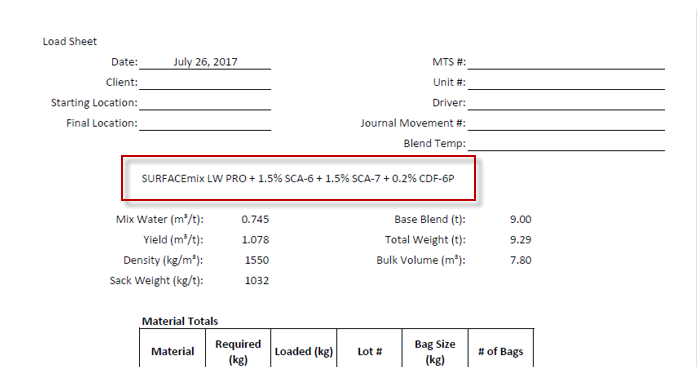 Load Sheet
Date: July 26, 2017 MTS #:
Client: Unit #:
Starting Location: Driver:
Final Location: Journal Movement #:
Blend Temp:
SURFACEmix LW PRO + 1.5% SCA-6 + 1.5% SCA-7 + 0.2% CDF-6P
Mix Water (m³/t): 0.745 Base Blend (t): 9.00
Yield (m³/t): 1.078 Total Weight (t): 9.29
Density (kg/m³): 1550 Bulk Volume (m³): 7.80
Sack Weight (kg/t): 1032
Material Totals
Material Required (kg) Loaded (kg) Lot # Bag Size (kg) # of Bags